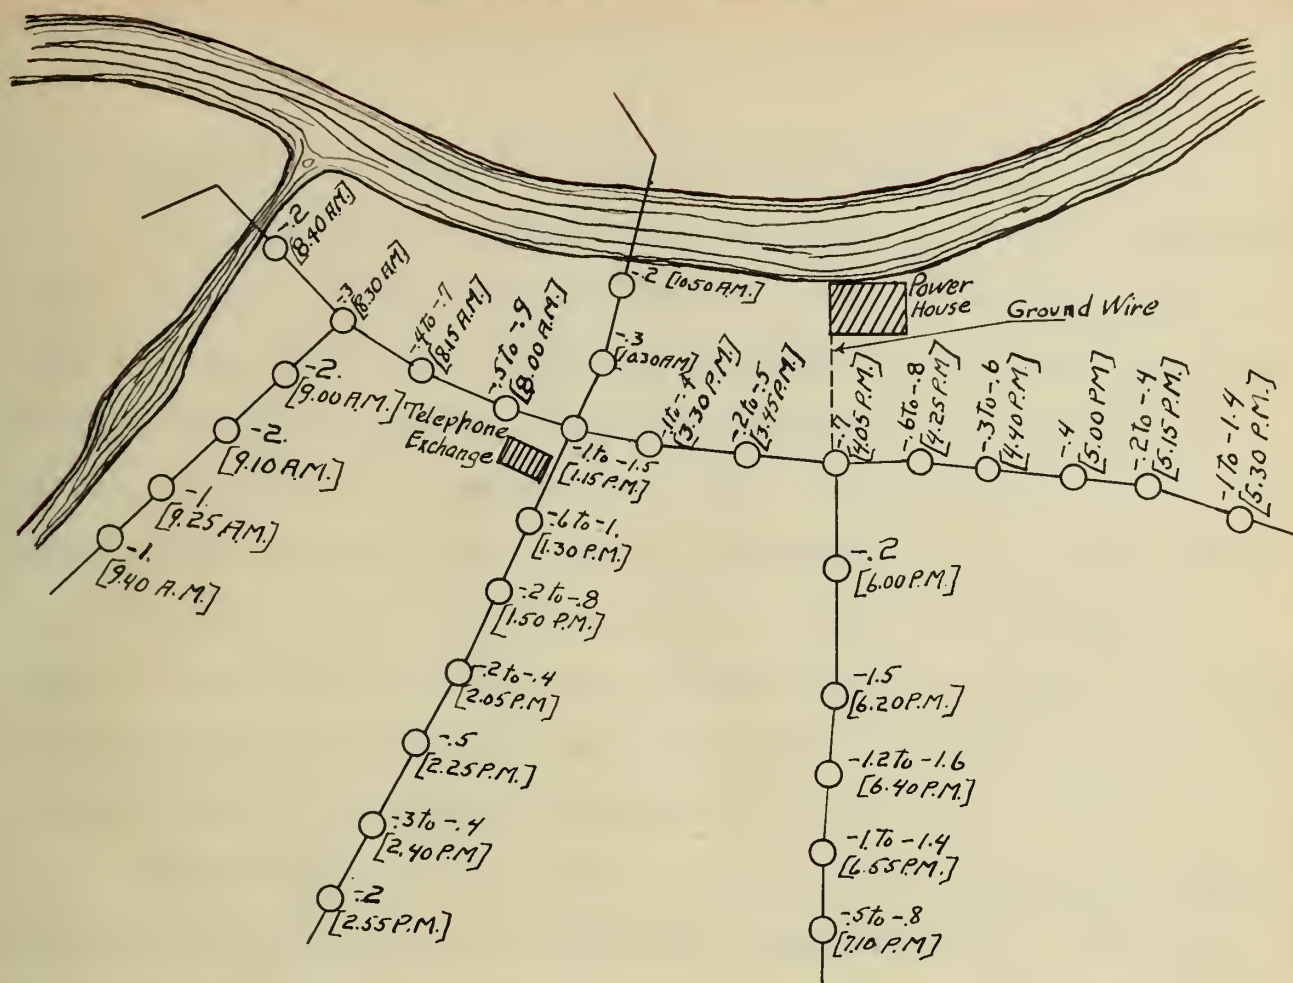 -.2
[8.40 A.M.]
-.3
[8.30 AM]
-.4 to -.7
[8.15 A.M.]
-.5 to -.9
[8.00 A.M.]
-.2 [10.50 A.M.]
-.3
[10.30 AM]
Power
House
Ground Wire
-2.
[9.00 A.M.]
-2.
[9.10 A.M.]
-1.
[9.25 A.M.]
-1.
[9.40 A.M.]
Telephone
Exchange
-1 to -1.5
[1.15 P.M.]
-.1 to -.4
[3.30 P.M.]
-.2 to -.5
[3.45 P.M.]
-.7
[4.05 P.M.]
-.6 to -.8
[4.25 P.M]
-.3 to -.6
[4.40 P.M.]
-.4
[5.00 PM]
-.2 to -.4
[5.15 P.M.]
-1 to -1.4
[5.30 P.M.]
-.6 to -1.
[1.30 P.M.]
-.2 to -.8
[1.50 P.M.]
-.2 to -.4
[2.05 P.M]
-.5
[2.25 P.M.]
-.3 to -.4
[2.40 P.M]
-.2
[2.55 P.M.]
-.2
[6.00 P.M.]
-1.5
[6.20 P.M.]
-1.2 to -1.6
[6.40 P.M.]
-1. To -1.4
[6.55 P.M.]
-.5 to -.8
[7.10 P.M]